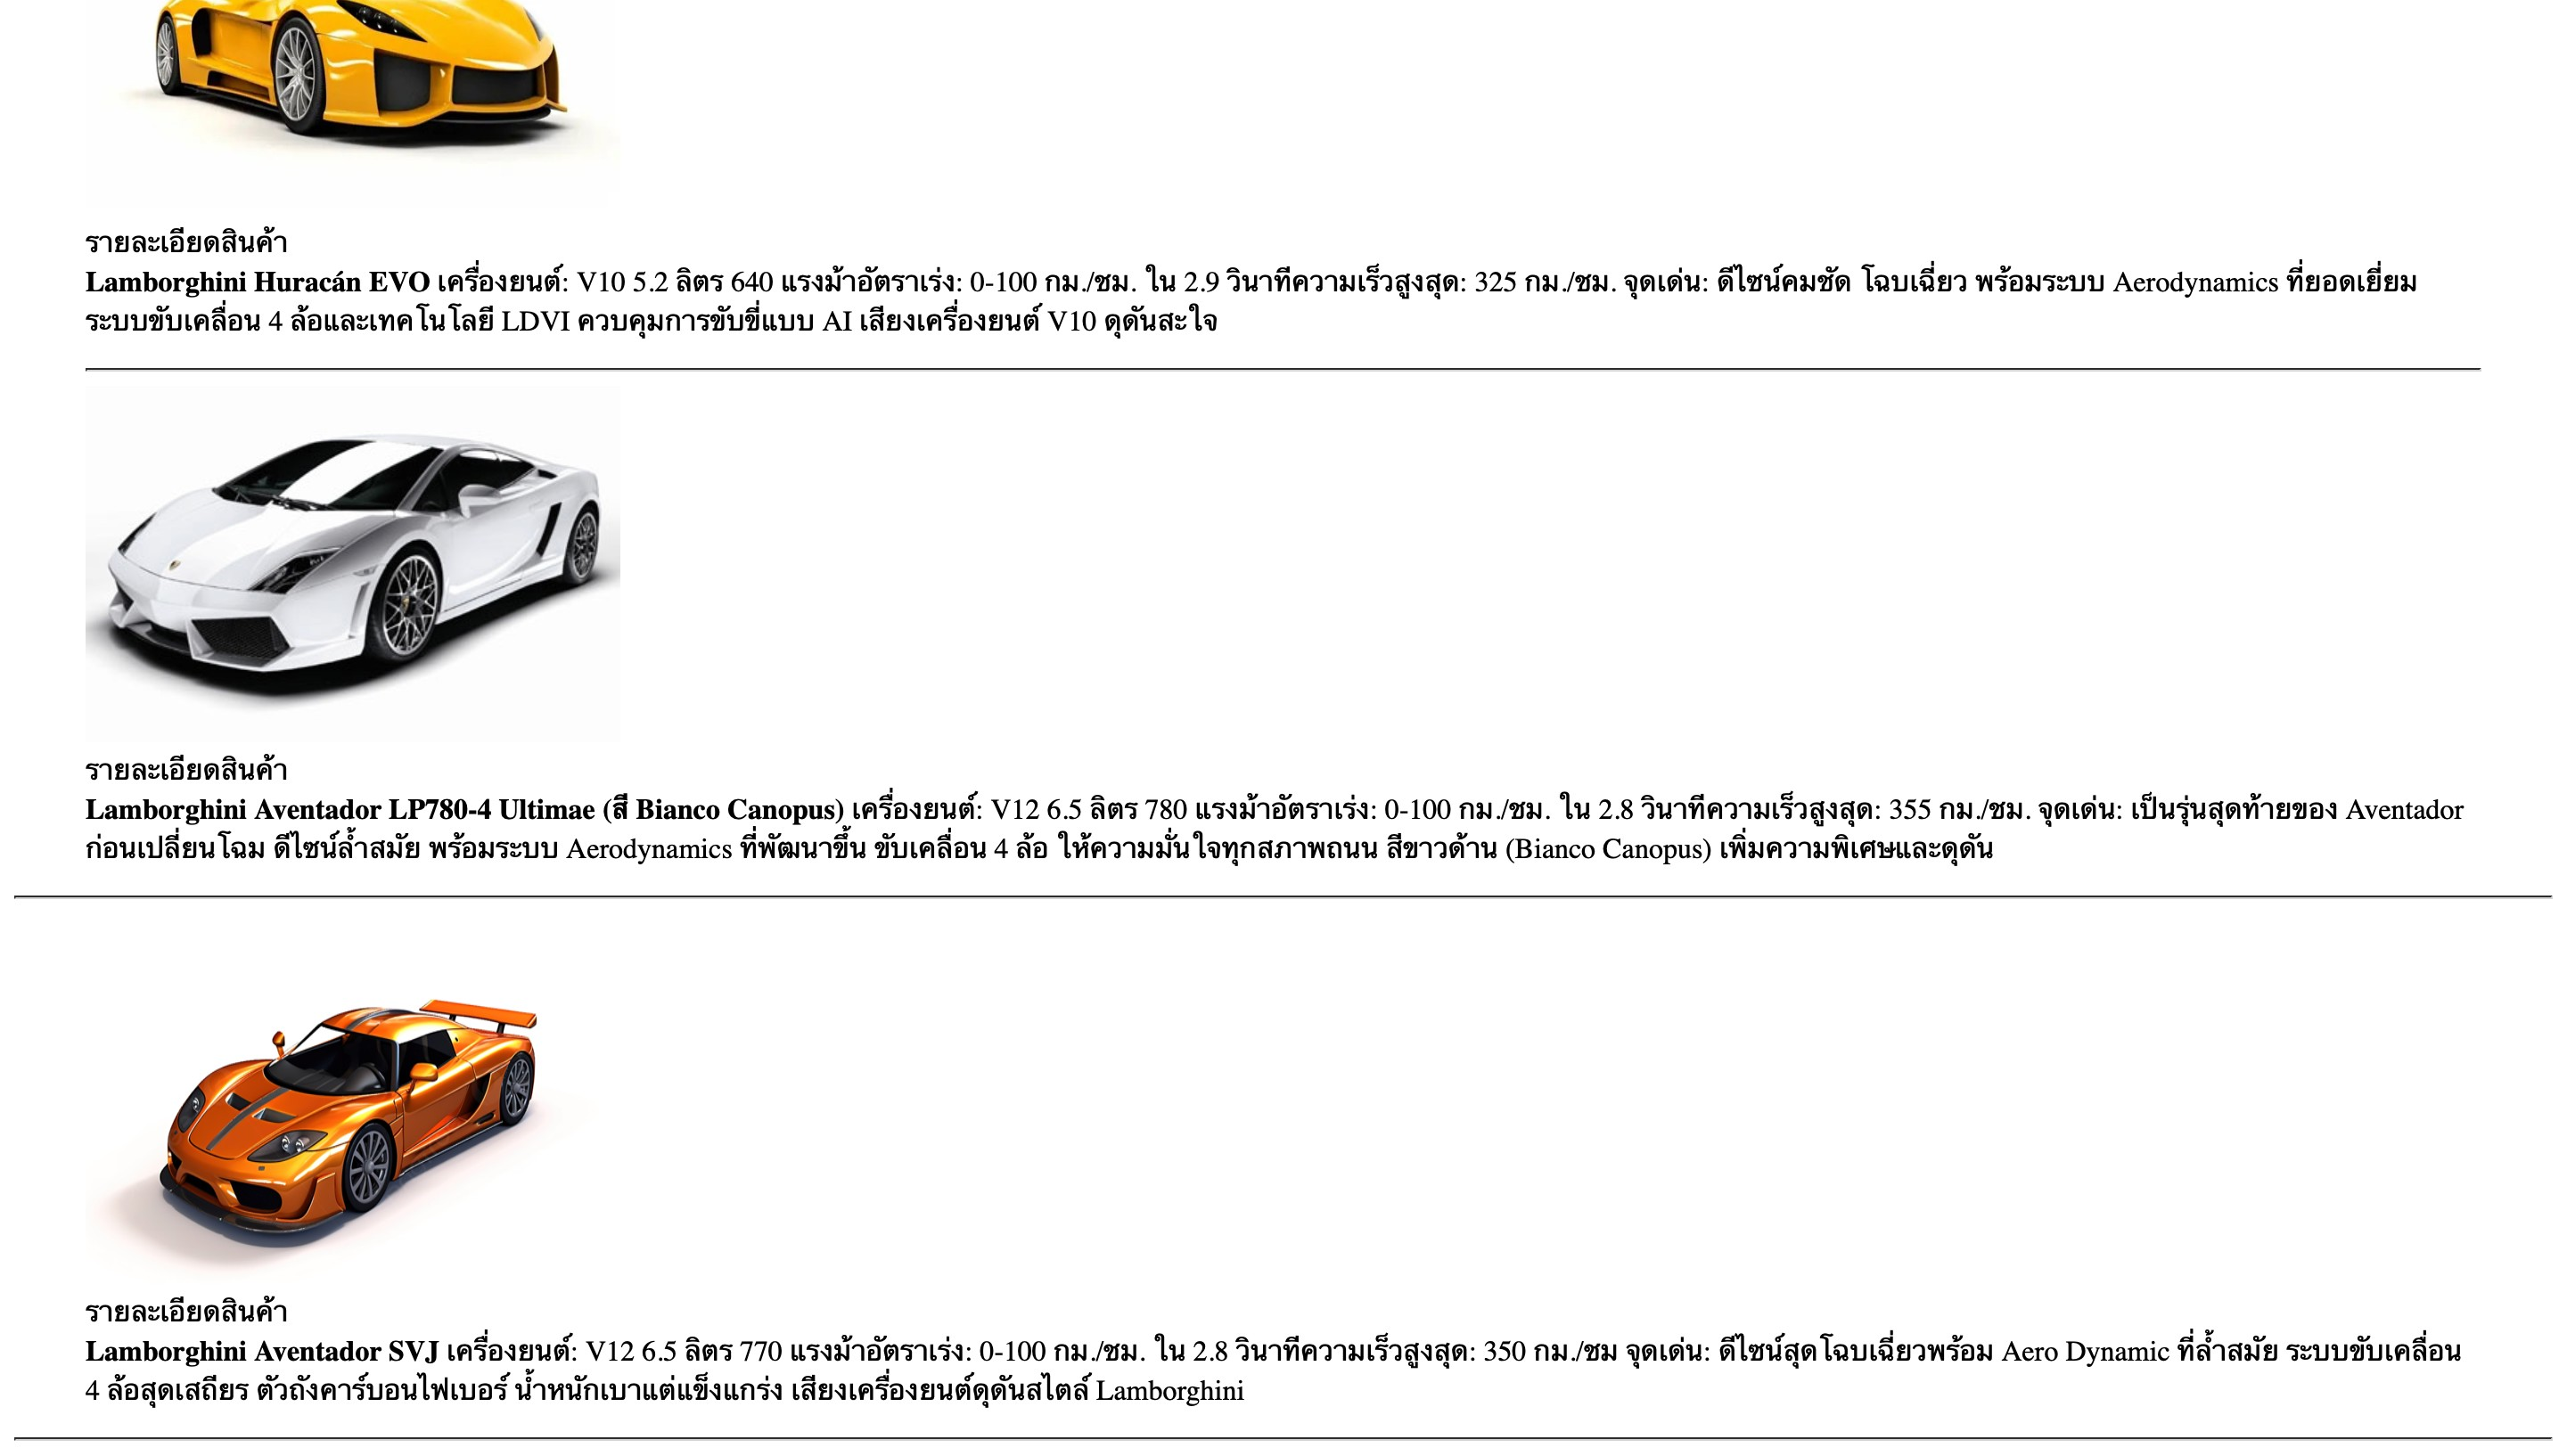 รายละเอียดสินค้า
Lamborghini Huracán EVO เครื่องยนต์: V10 5.2 ลิตร 640 แรงม้าอัตราเร่ง: 0-100 กม./ชม. ใน 2.9 วินาทีความเร็วสูงสุด: 325 กม./ชม. จุดเด่น: ดีไซน์คมชัด โฉบเฉี่ยว พร้อมระบบ Aerodynamics ที่ยอดเยี่ยม
ระบบขับเคลื่อน 4 ล้อและเทคโนโลยี LDVI ควบคุมการขับขี่แบบ AI เสียงเครื่องยนต์ V10 ดุดันสะใจ
รายละเอียดสินค้า
Lamborghini Aventador LP780-4 Ultimae (สี Bianco Canopus) เครื่องยนต์: V12 6.5 ลิตร 780 แรงม้าอัตราเร่ง: 0-100 กม./ชม. ใน 2.8 วินาทีความเร็วสูงสุด: 355 กม./ชม. จุดเด่น: เป็นรุ่นสุดท้ายของ Aventador
ก่อนเปลี่ยนโฉม ดีไซน์ล้ำสมัย พร้อมระบบ Aerodynamics ที่พัฒนาขึ้น ขับเคลื่อน 4 ล้อ ให้ความมั่นใจทุกสภาพถนน สีขาวด้าน (Bianco Canopus) เพิ่มความพิเศษและดุดัน
รายละเอียดสินค้า
Lamborghini Aventador SVJ เครื่องยนต์: V12 6.5 ลิตร 770 แรงม้าอัตราเร่ง: 0-100 กม./ชม. ใน 2.8 วินาทีความเร็วสูงสุด: 350 กม./ชม จุดเด่น: ดีไซน์สุดโฉบเฉี่ยวพร้อม Aero Dynamic ที่ล้ำสมัย ระบบขับเคลื่อน
4 ล้อสุดเสถียร ตัวถังคาร์บอนไฟเบอร์ น้ำหนักเบาแต่แข็งแกร่ง เสียงเครื่องยนต์ดุดันสไตล์ Lamborghini